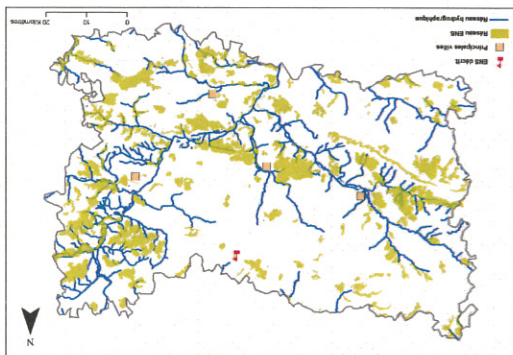 N
ENS décrit
Principales villes
Réseau ENS
Réseau hydrographique
0 10 20 Kilomètres